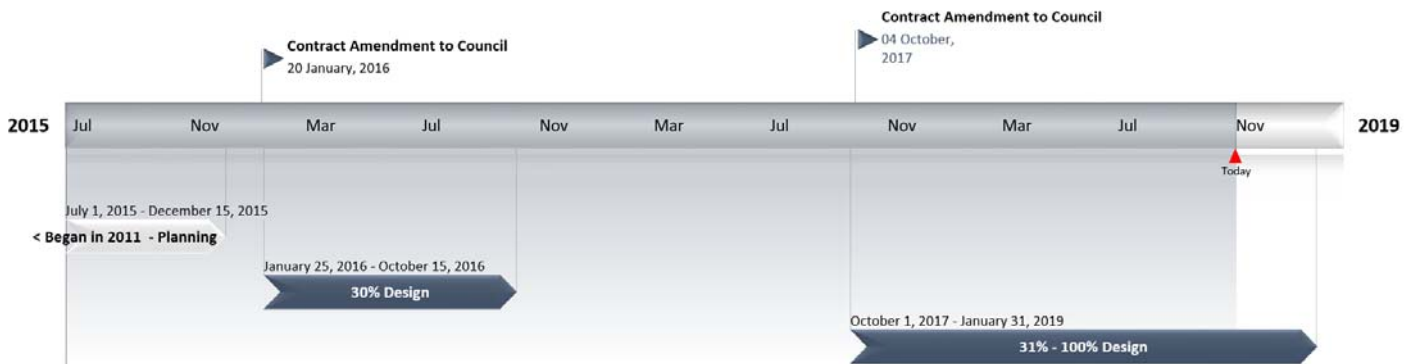 Contract Amendment to Council
04 October,
2017
Contract Amendment to Council
20 January, 2016
2015 Jul Nov Mar Jul Nov Mar Jul Nov Mar Jul Nov 2019
Today
July 1, 2015 - December 15, 2015
< Began in 2011 - Planning
January 25, 2016 - October 15, 2016
30% Design
October 1, 2017 - January 31, 2019
31% - 100% Design